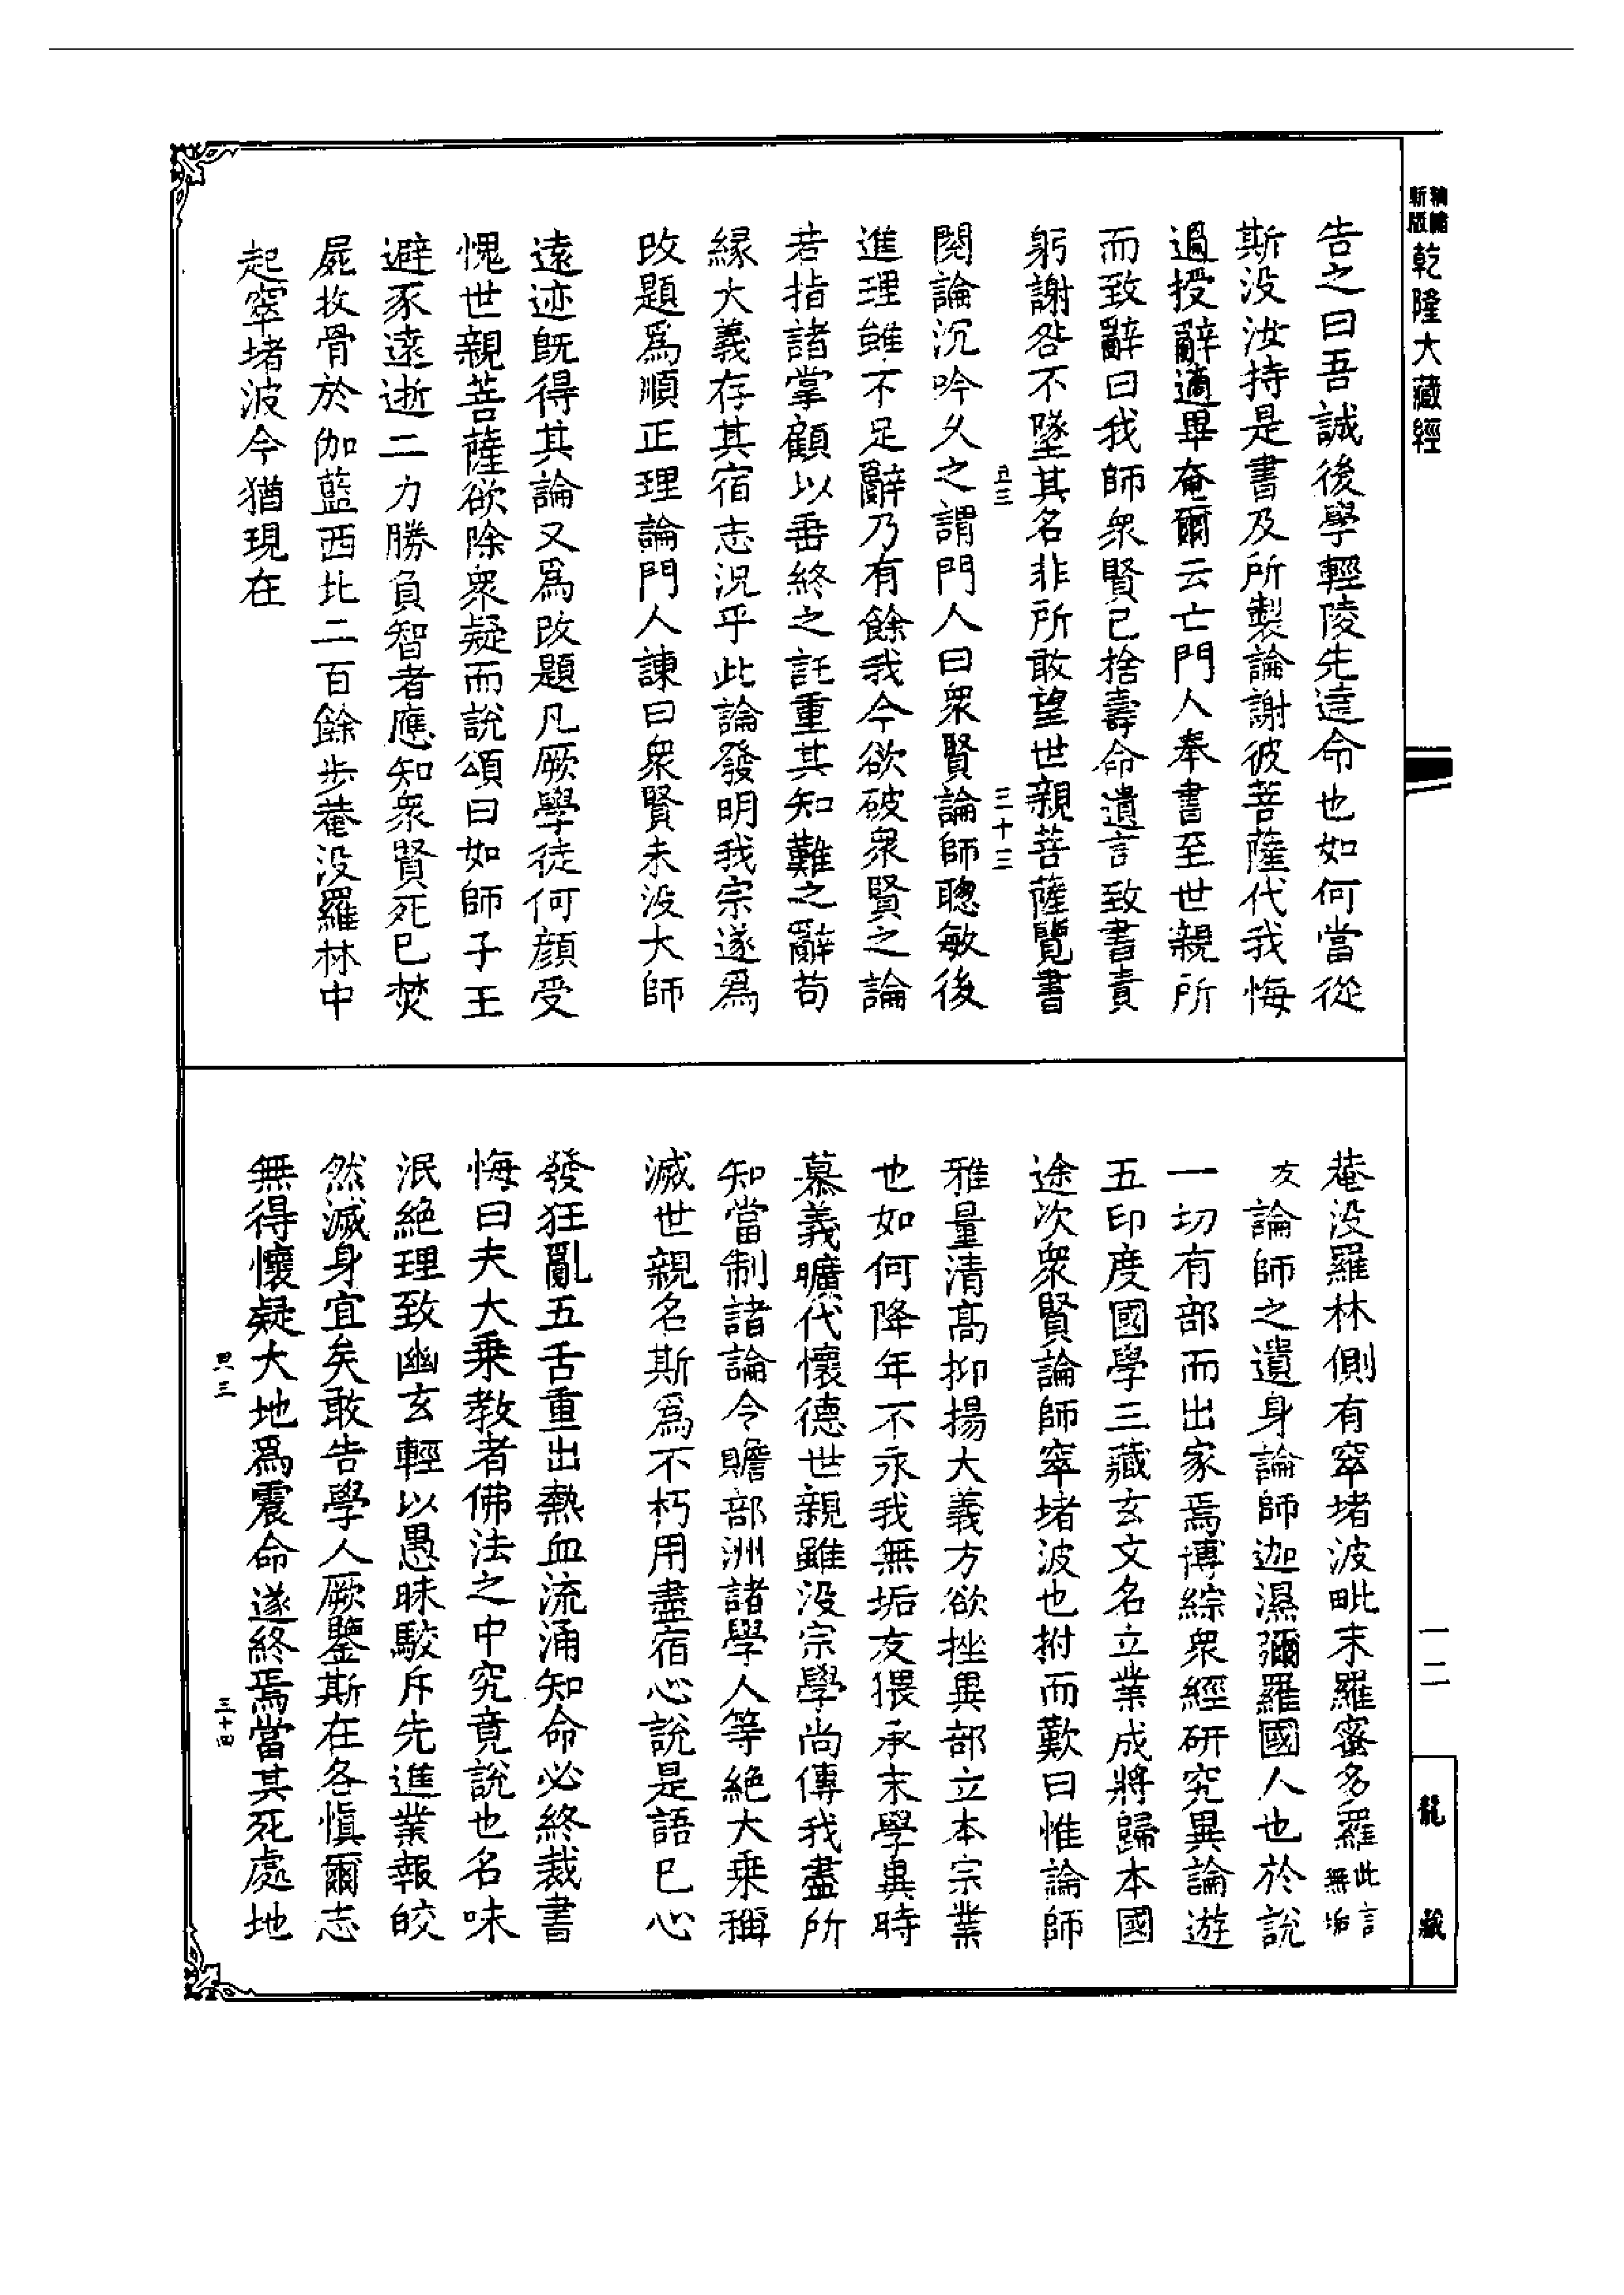 精縮新版乾隆大藏經
告之曰吾誠後學輕陵先達命也如何當從
斯没汝持是書及所製論謝彼菩薩代我悔
過授辭適畢奄爾云亡門人奉書至世親所
而致辭曰我師衆賢已捨壽命遺言致書責
躬謝咎不墜其名非所敢望世親菩薩覽書
三十三
閱論沉吟久之謂門人曰衆賢論師聰敏後
進理雖不足辭乃有餘我今欲破衆賢之論
若指諸掌顧以垂終之託重其知難之辭苟
緣大義存其宿志況乎此論發明我宗遂爲
改題爲順正理論門人諫曰衆賢未没大師
遠迹旣得其論又爲改題凡厥學徒何顔受
愧世親菩薩欲除衆疑而說頌曰如師子王
避豕遠逝二力勝負智者應知衆賢死已焚
屍收骨於伽藍西北二百餘步菴没羅林中
起窣堵波今猶現在
菴没羅林側有窣堵波毗末羅蜜多羅此言無垢
友論師之遺身論師迦濕彌羅國人也於說
一切有部而出家焉博綜衆經研究異論遊
五印度國學三藏玄文名立業成將歸本國
途次衆賢論師窣堵波也拊而歎曰惟論師
雅量清高抑揚大義方欲挫異部立本宗業
也如何降年不永我無垢友猥承末學異時
慕義曠代懷德世親雖没宗學尚傳我盡所
知當制諸論令贍部洲諸學人等絶大乘稱
滅世親名斯爲不朽用盡宿心說是語已心
發狂亂五舌重出熱血流涌知命必終裁書
悔曰夫大乘教者佛法之中究竟說也名味
泯絶理致幽玄輕以愚昧駮斥先進業報皎
然滅身宜矣敢告學人厥鑒斯在各愼爾志
無得懷疑大地爲震命遂終焉當其死處地
三十四
一二
龍藏